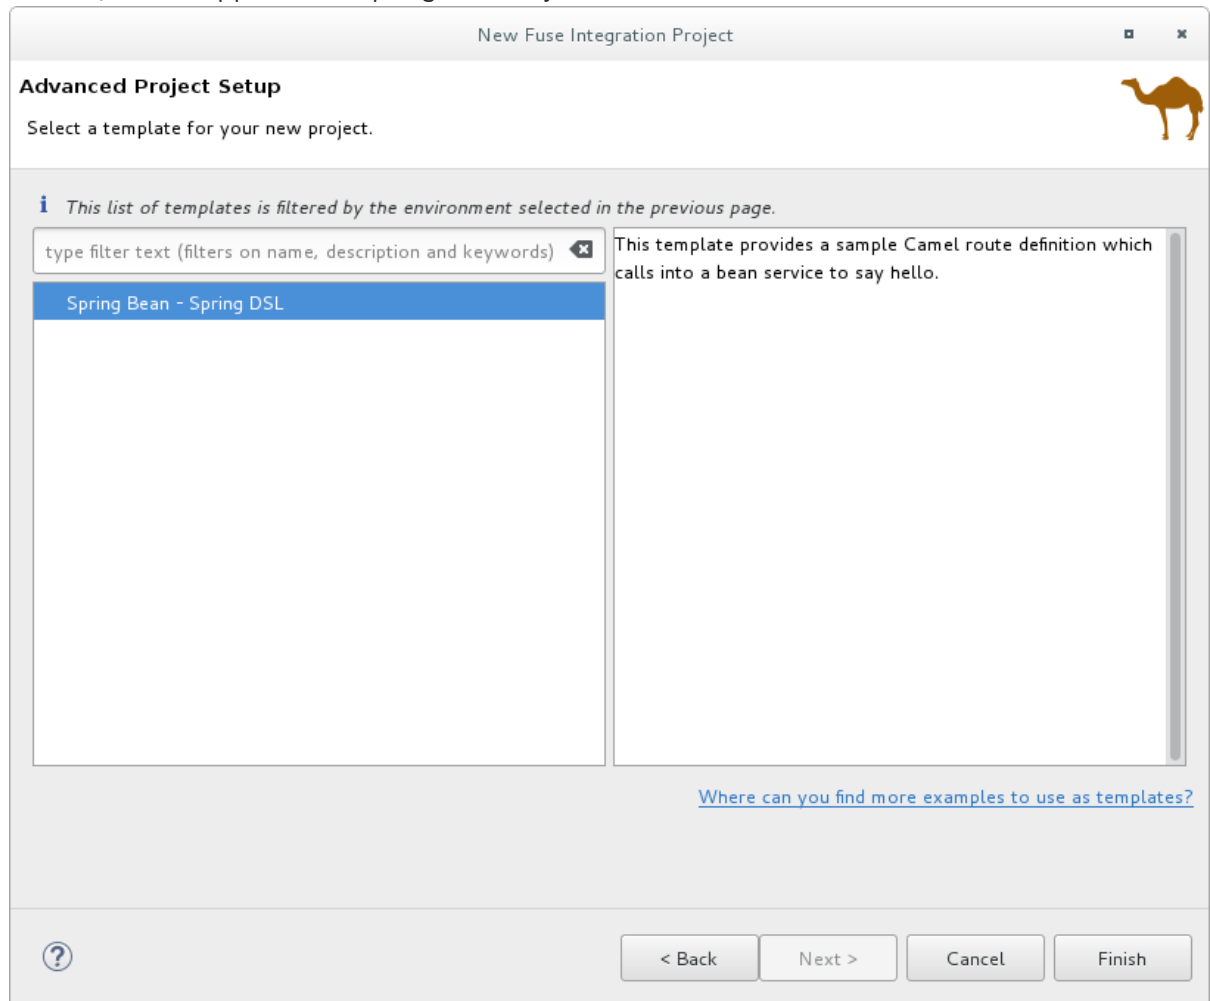 New Fuse Integration Project
Advanced Project Setup
Select a template for your new project.
i This list of templates is filtered by the environment selected in the previous page.
type filter text (filters on name, description and keywords)
This template provides a sample Camel route definition which
calls into a bean service to say hello.
Spring Bean - Spring DSL
Where can you find more examples to use as templates?
?
< Back
Next >
Cancel
Finish